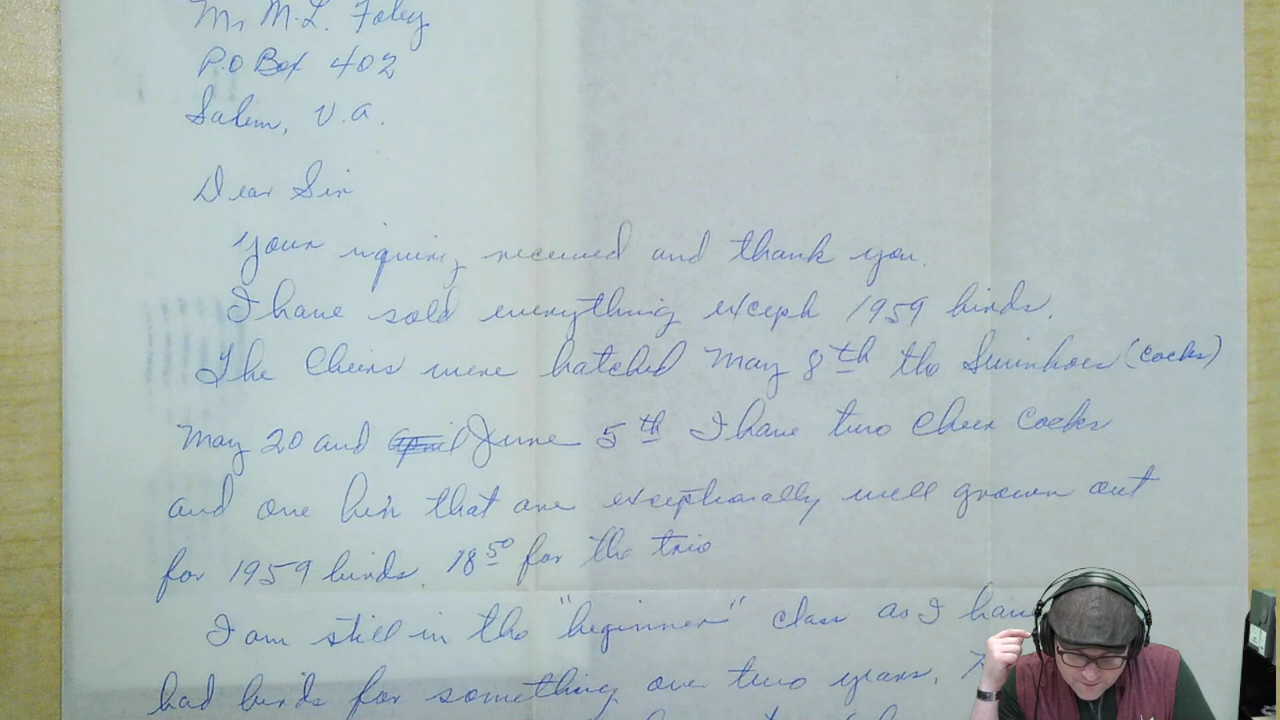 Mr M.L. Foley
P.O Box 402
Salem, V.a.
Dear Sir
Your iquiry received and thank you.
I have sold everything except 1959 birds.
The Cheers were hatched May 8th the Swinhoes (cocks)
May 20 and April June 5th I have two Cheer cocks
and one hen that are exceptionally well grown out
for 1959 birds. 18 50 for the trio
I am still in the "beginner" class as I have
had birds for something over two years.